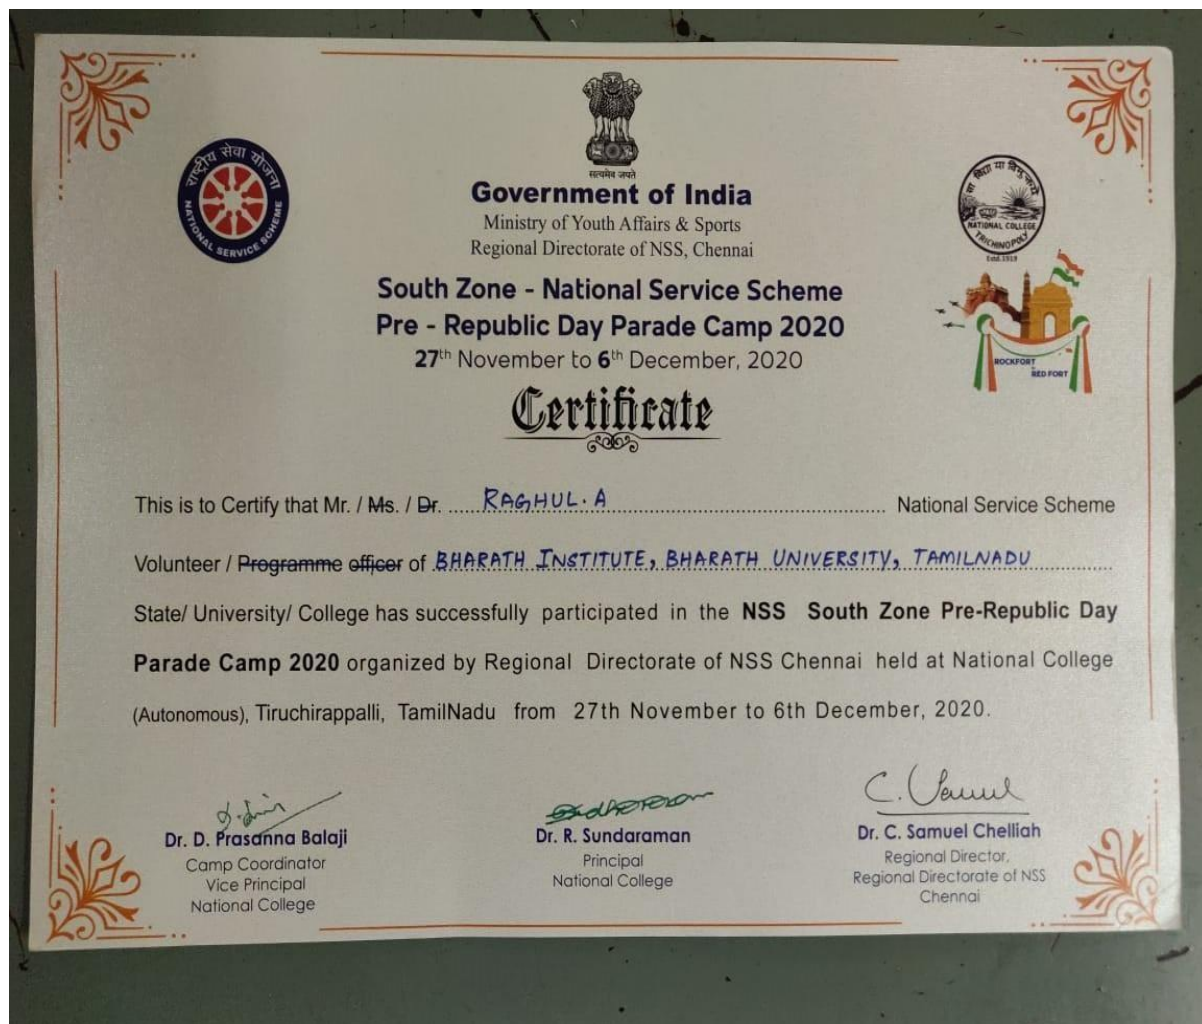 सत्यमेव जयते
राष्ट्रीय सेवा योजना
NATIONAL SERVICE SCHEME
Government of India
Ministry of Youth Affairs & Sports
Regional Directorate of NSS, Chennai
NATIONAL COLLEGE
TRICHINOPOLY
Estd.1919
South Zone - National Service Scheme
Pre - Republic Day Parade Camp 2020
27th November to 6th December, 2020
ROCKFORT
RED FORT
Certificate
This is to Certify that Mr. / Ms. / Dr. RAGHUL. A National Service Scheme
Volunteer / Programme officer of BHARATH INSTITUTE, BHARATH UNIVERSITY, TAMILNADU
State/ University/ College has successfully participated in the NSS South Zone Pre-Republic Day
Parade Camp 2020 organized by Regional Directorate of NSS Chennai held at National College
(Autonomous), Tiruchirappalli, TamilNadu from 27th November to 6th December, 2020.
Dr. D. Prasanna Balaji
Camp Coordinator
Vice Principal
National College
Dr. R. Sundaraman
Principal
National College
C. Samuel
Dr. C. Samuel Chelliah
Regional Director,
Regional Directorate of NSS
Chennai